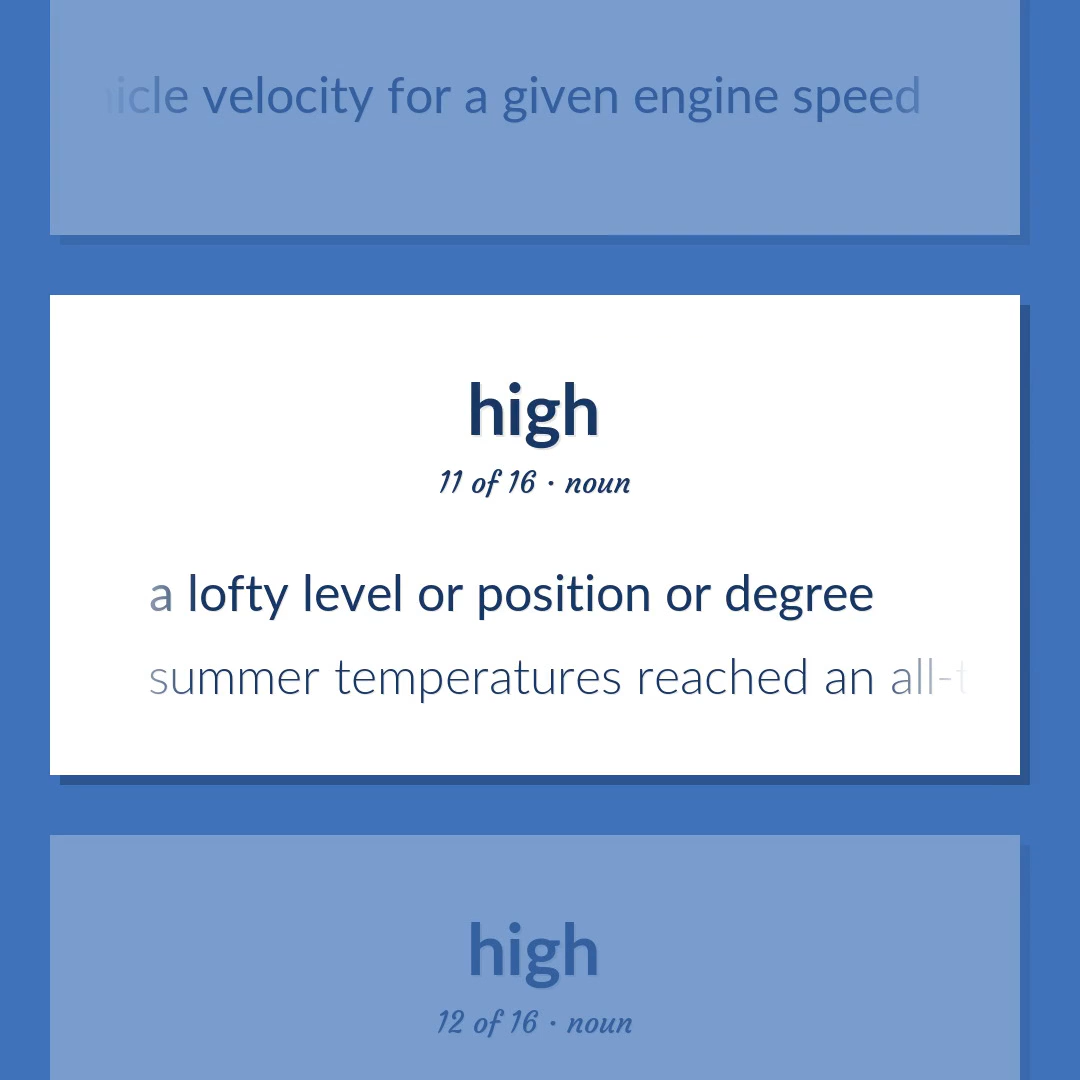 velocity for a given engine speed
high
11 of 16 · noun
a lofty level or position or degree
summer temperatures reached an all-t
high
12 of 16 · noun